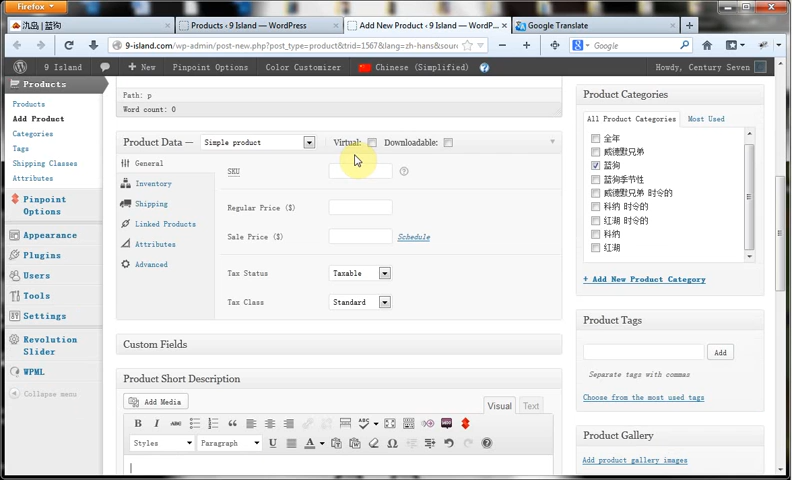 Firefox
氿岛 | 蓝狗
Products ‹ 9 Island — WordPress
Add New Product ‹ 9 Island — WordP...
Google Translate
9-island.com/wp-admin/post-new.php?post_type=product&trid=1567&lang=zh-hans&sourc
Google
9 Island
New
Pinpoint Options
Color Customizer
Chinese (Simplified)
Howdy, Century Seven
Products
Products
Add Product
Categories
Tags
Shipping Classes
Attributes
Pinpoint
Options
Appearance
Plugins
Users
Tools
Settings
Revolution
Slider
WPML
Collapse menu
Path: p
Word count: 0
Product Data —
Simple product
Virtual:
Downloadable:
General
Inventory
Shipping
Linked Products
Attributes
Advanced
SKU
Regular Price ($)
Sale Price ($)
Schedule
Tax Status
Taxable
Tax Class
Standard
Custom Fields
Product Short Description
Add Media
Visual
Text
B I ABC
Styles
Paragraph
U A
Product Categories
All Product Categories
Most Used
全年
威德默兄弟
蓝狗
蓝狗季节性
威德默兄弟 时令的
科纳 时令的
红湖 时令的
科纳
红湖
+ Add New Product Category
Product Tags
Add
Separate tags with commas
Choose from the most used tags
Product Gallery
Add product gallery images